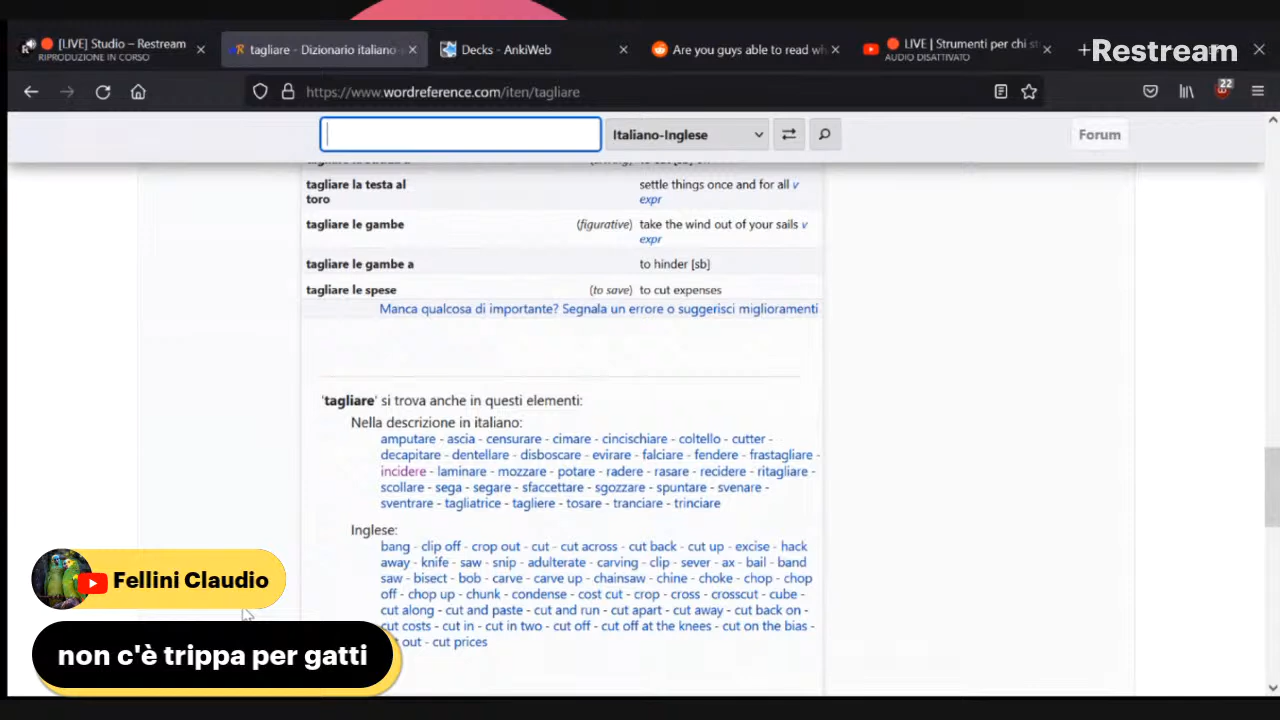 [LIVE] Studio – Restream
RIPRODUZIONE IN CORSO
tagliare - Dizionario italiano
Decks - AnkiWeb
Are you guys able to read wh
LIVE | Strumenti per chi st
AUDIO DISATTIVATO
Restream
https://www.wordreference.com/iten/tagliare
22
Italiano-Inglese
Forum
tagliare la testa al toro
settle things once and for all v expr
tagliare le gambe
(figurative)
take the wind out of your sails v expr
tagliare le gambe a
to hinder [sb]
tagliare le spese
(to save)
to cut expenses
Manca qualcosa di importante? Segnala un errore o suggerisci miglioramenti
'tagliare' si trova anche in questi elementi:
Nella descrizione in italiano:
amputare - ascia - censurare - cimare - cincischiare - coltello - cutter -
decapitare - dentellare - disboscare - evirare - falciare - fendere - frastagliare -
incidere - laminare - mozzare - potare - radere - rasare - recidere - ritagliare -
scollare - sega - segare - sfaccettare - sgozzare - spuntare - svenare -
sventrare - tagliatrice - tagliere - tosare - tranciare - trinciare
Inglese:
bang - clip off - crop out - cut - cut across - cut back - cut up - excise - hack
away - knife - saw - snip - adulterate - carving - clip - sever - ax - bail - band
saw - bisect - bob - carve - carve up - chainsaw - chine - choke - chop - chop
off - chop up - chunk - condense - cost cut - crop - cross - crosscut - cube -
cut along - cut and paste - cut and run - cut apart - cut away - cut back on -
cut costs - cut in - cut in two - cut off - cut off at the knees - cut on the bias -
out - cut prices
Fellini Claudio
non c'è trippa per gatti